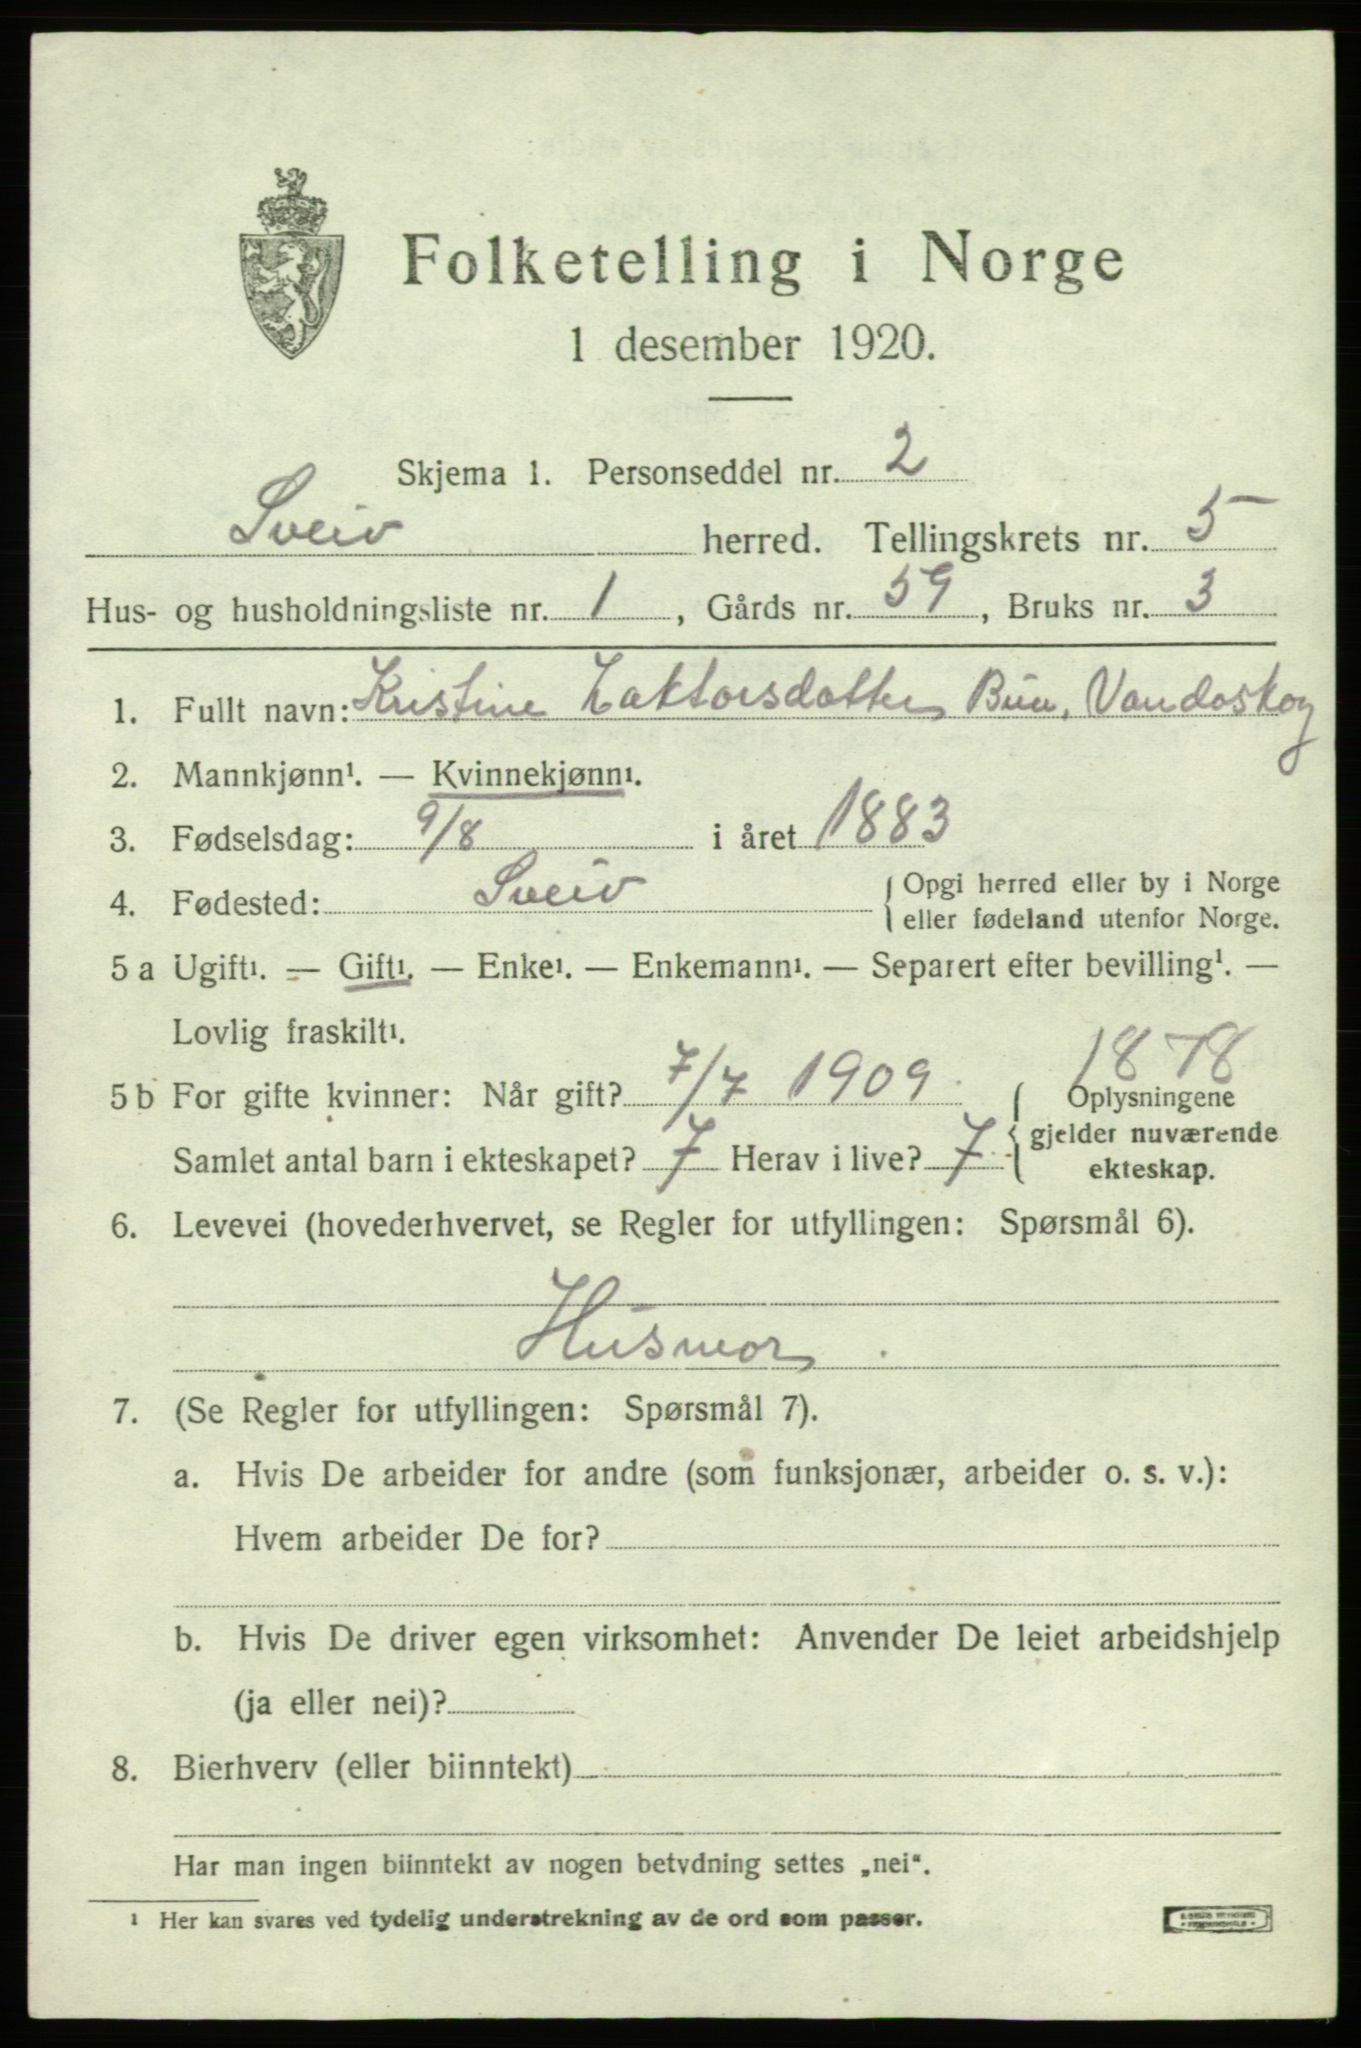 Folketelling i Norge
1 desember 1920.
Skjema 1. Personseddel nr. 2
Sveiv herred. Tellingskrets nr. 5
Hus- og husholdningsliste nr. 1, Gårds nr. 59, Bruks nr. 3
1. Fullt navn: Kristine Laktorsdotter Vandaskog
2. Mannkjønn¹. — Kvinnekjønn¹.
3. Fødselsdag: 9/8 i året 1883
4. Fødested: Sveiv Opgi herred eller by i Norge
eller fødeland utenfor Norge.
5 a Ugift¹. — Gift¹. — Enke¹. — Enkemann¹. — Separert efter bevilling¹. —
Lovlig fraskilt¹.
1878
5 b For gifte kvinner: Når gift? 7/7 1909 Oplysningene
gjelder nuværende
Samlet antal barn i ekteskapet? 7 Herav i live? 7 ekteskap.
6. Levevei (hovederhvervet, se Regler for utfyllingen: Spørsmål 6).
Husmor.
7. (Se Regler for utfyllingen: Spørsmål 7).
a. Hvis De arbeider for andre (som funksjonær, arbeider o. s. v.):
Hvem arbeider De for?
b. Hvis De driver egen virksomhet: Anvender De leiet arbeidshjelp
(ja eller nei)?
8. Bierhverv (eller biinntekt)
Har man ingen biinntekt av nogen betydning settes „nei“.
¹ Her kan svares ved tydelig understrekning av de ord som passer.